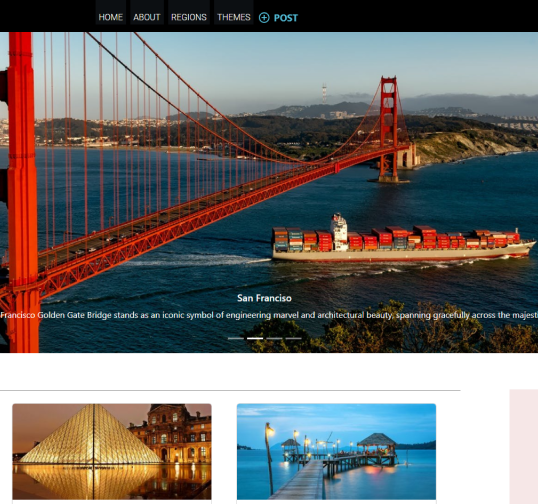 HOME ABOUT REGIONS THEMES POST
San Franciso
Francisco Golden Gate Bridge stands as an iconic symbol of engineering marvel and architectural beauty, spanning gracefully across the majest